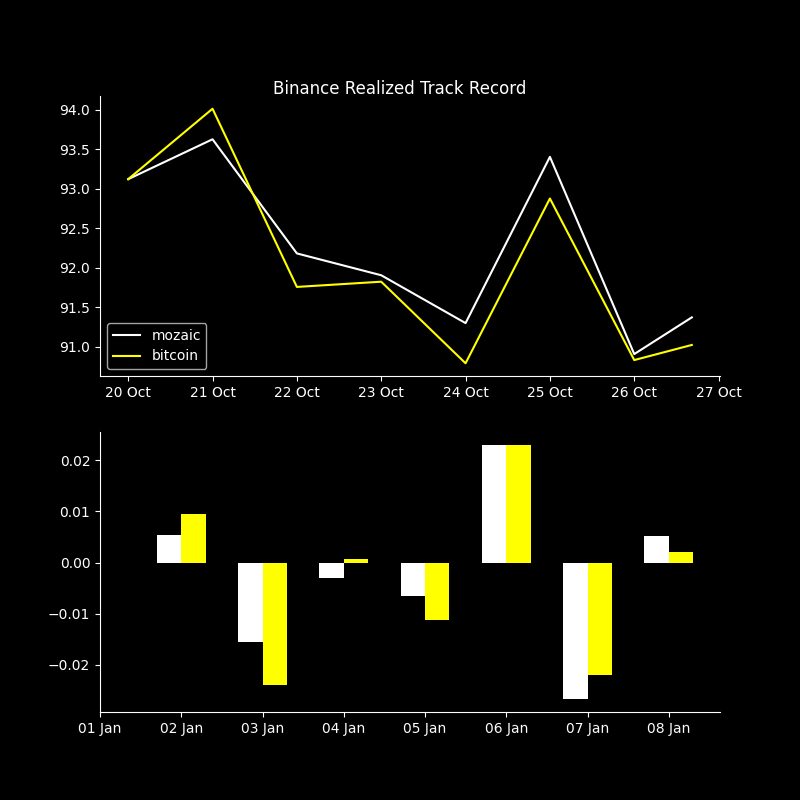 Binance Realized Track Record
94.0
93.5
93.0
92.5
92.0
91.5
91.0
mozaic
bitcoin
20 Oct 21 Oct 22 Oct 23 Oct 24 Oct 25 Oct 26 Oct 27 Oct
0.02
0.01
0.00
−0.01
−0.02
01 Jan 02 Jan 03 Jan 04 Jan 05 Jan 06 Jan 07 Jan 08 Jan